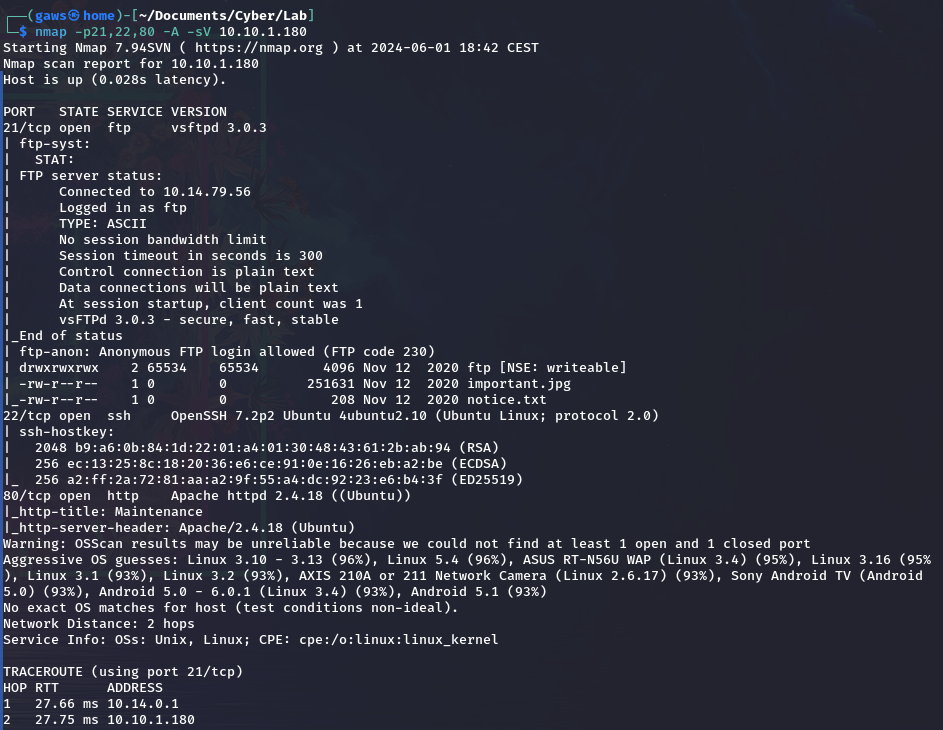 ┌──(gaws㉿home)-[~/Documents/Cyber/Lab]
└─$ nmap -p21,22,80 -A -sV 10.10.1.180
Starting Nmap 7.94SVN ( https://nmap.org ) at 2024-06-01 18:42 CEST
Nmap scan report for 10.10.1.180
Host is up (0.028s latency).

PORT   STATE SERVICE VERSION
21/tcp open  ftp     vsftpd 3.0.3
| ftp-syst:
|   STAT:
| FTP server status:
|      Connected to 10.14.79.56
|      Logged in as ftp
|      TYPE: ASCII
|      No session bandwidth limit
|      Session timeout in seconds is 300
|      Control connection is plain text
|      Data connections will be plain text
|      At session startup, client count was 1
|      vsFTPd 3.0.3 - secure, fast, stable
|_End of status
| ftp-anon: Anonymous FTP login allowed (FTP code 230)
| drwxrwxrwx    2 65534    65534        4096 Nov 12  2020 ftp [NSE: writeable]
| -rw-r--r--    1 0        0          251631 Nov 12  2020 important.jpg
|_-rw-r--r--    1 0        0             208 Nov 12  2020 notice.txt
22/tcp open  ssh     OpenSSH 7.2p2 Ubuntu 4ubuntu2.10 (Ubuntu Linux; protocol 2.0)
| ssh-hostkey:
|   2048 b9:a6:0b:84:1d:22:01:a4:01:30:48:43:61:2b:ab:94 (RSA)
|   256 ec:13:25:8c:18:20:36:e6:ce:91:0e:16:26:eb:a2:be (ECDSA)
|_  256 a2:ff:2a:72:81:aa:a2:9f:55:a4:dc:92:23:e6:b4:3f (ED25519)
80/tcp open  http    Apache httpd 2.4.18 ((Ubuntu))
|_http-title: Maintenance
|_http-server-header: Apache/2.4.18 (Ubuntu)
Warning: OSScan results may be unreliable because we could not find at least 1 open and 1 closed port
Aggressive OS guesses: Linux 3.10 - 3.13 (96%), Linux 5.4 (96%), ASUS RT-N56U WAP (Linux 3.4) (95%), Linux 3.16 (95%
), Linux 3.1 (93%), Linux 3.2 (93%), AXIS 210A or 211 Network Camera (Linux 2.6.17) (93%), Sony Android TV (Android
5.0) (93%), Android 5.0 - 6.0.1 (Linux 3.4) (93%), Android 5.1 (93%)
No exact OS matches for host (test conditions non-ideal).
Network Distance: 2 hops
Service Info: OSs: Unix, Linux; CPE: cpe:/o:linux:linux_kernel

TRACEROUTE (using port 21/tcp)
HOP RTT      ADDRESS
1   27.66 ms 10.14.0.1
2   27.75 ms 10.10.1.180